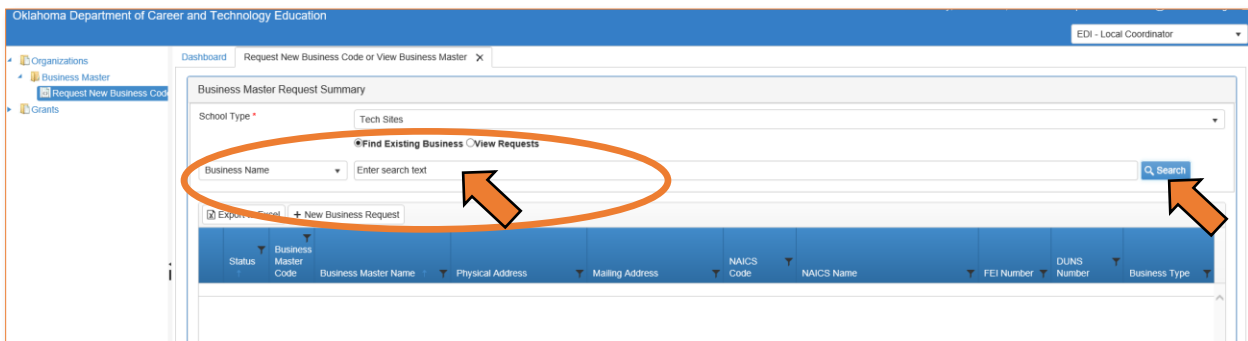 Oklahoma Department of Career and Technology Education
EDI - Local Coordinator
Organizations
Business Master
Request New Business Code
Grants
Dashboard Request New Business Code or View Business Master X
Business Master Request Summary
School Type * Tech Sites
Find Existing Business View Requests
Business Name Enter search text Search
Export Excel + New Business Request
Status Business Master Code Business Master Name Physical Address Mailing Address NAICS Code NAICS Name FEI Number DUNS Number Business Type